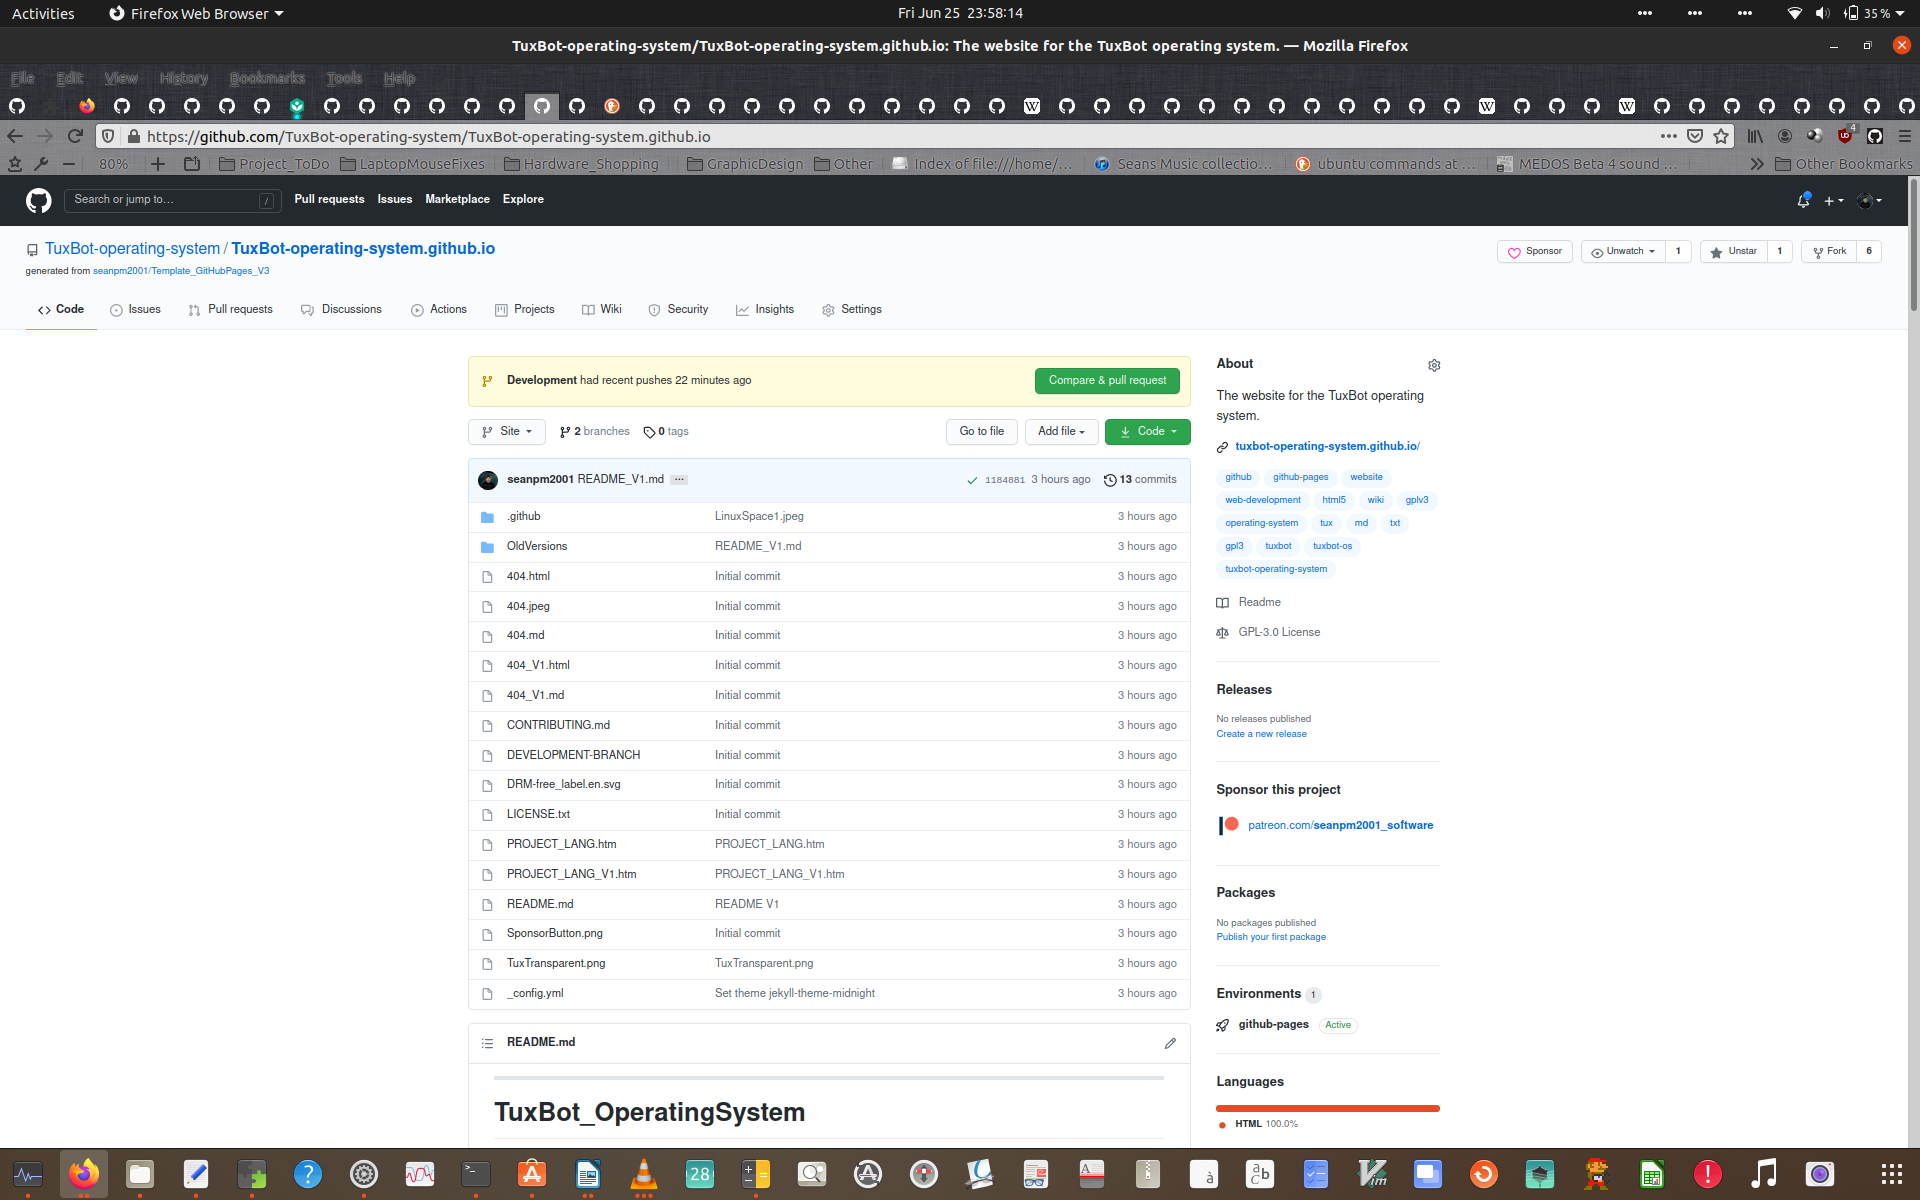 Activities Firefox Web Browser Fri Jun 25 23:58:14 35 %
TuxBot-operating-system/TuxBot-operating-system.github.io: The website for the TuxBot operating system. — Mozilla Firefox
File Edit View History Bookmarks Tools Help
https://github.com/TuxBot-operating-system/TuxBot-operating-system.github.io 4
80% Project_ToDo LaptopMouseFixes Hardware_Shopping GraphicDesign Other Index of file:///home/… Seans Music collectio… ubuntu commands at … MEDOS Beta 4 sound … Other Bookmarks
Search or jump to… / Pull requests Issues Marketplace Explore
TuxBot-operating-system / TuxBot-operating-system.github.io
Sponsor Unwatch 1 Unstar 1 Fork 6
generated from seanpm2001/Template_GitHubPages_V3
Code Issues Pull requests Discussions Actions Projects Wiki Security Insights Settings
Development had recent pushes 22 minutes ago Compare & pull request
Site 2 branches 0 tags Go to file Add file Code
seanpm2001 README_V1.md ... 1184881 3 hours ago 13 commits
.github LinuxSpace1.jpeg 3 hours ago
OldVersions README_V1.md 3 hours ago
404.html Initial commit 3 hours ago
404.jpeg Initial commit 3 hours ago
404.md Initial commit 3 hours ago
404_V1.html Initial commit 3 hours ago
404_V1.md Initial commit 3 hours ago
CONTRIBUTING.md Initial commit 3 hours ago
DEVELOPMENT-BRANCH Initial commit 3 hours ago
DRM-free_label.en.svg Initial commit 3 hours ago
LICENSE.txt Initial commit 3 hours ago
PROJECT_LANG.htm PROJECT_LANG.htm 3 hours ago
PROJECT_LANG_V1.htm PROJECT_LANG_V1.htm 3 hours ago
README.md README V1 3 hours ago
SponsorButton.png Initial commit 3 hours ago
TuxTransparent.png TuxTransparent.png 3 hours ago
_config.yml Set theme jekyll-theme-midnight 3 hours ago
README.md
TuxBot_OperatingSystem
About
The website for the TuxBot operating
system.
tuxbot-operating-system.github.io/
github github-pages website
web-development html5 wiki gplv3
operating-system tux md txt
gpl3 tuxbot tuxbot-os
tuxbot-operating-system
Readme
GPL-3.0 License
Releases
No releases published
Create a new release
Sponsor this project
patreon.com/seanpm2001_software
Packages
No packages published
Publish your first package
Environments 1
github-pages Active
Languages
HTML 100.0%
28